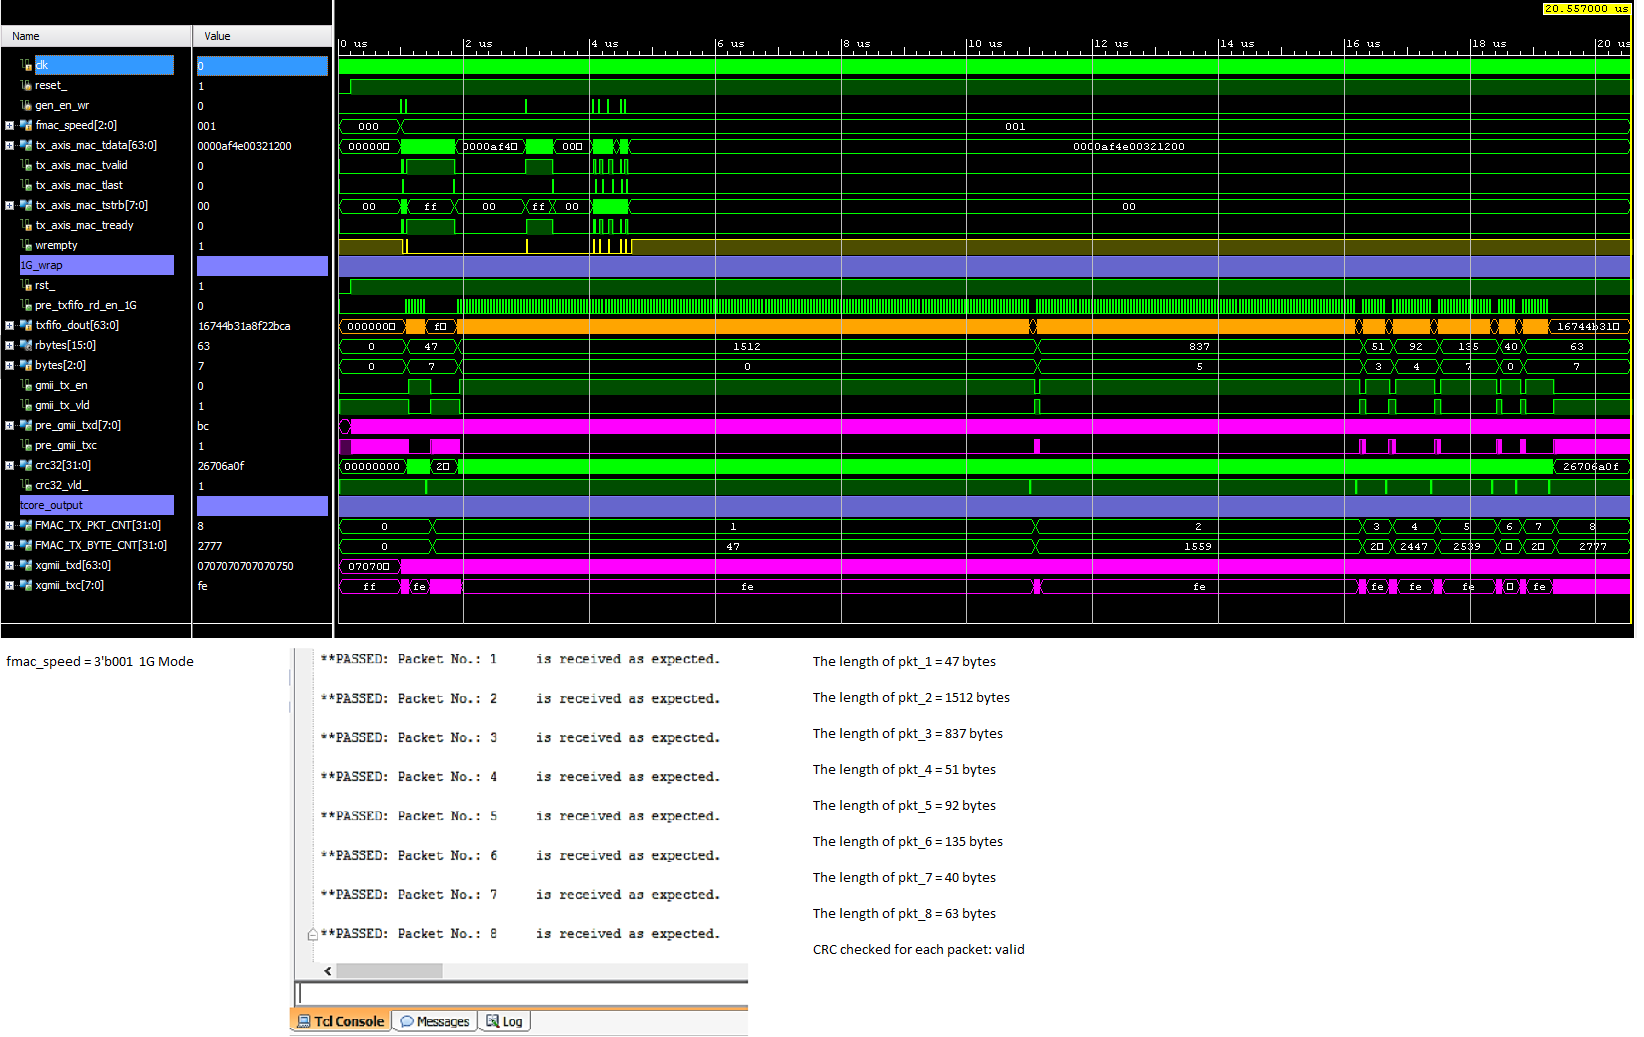 20.557000 us
Name Value
0 us 2 us 4 us 6 us 8 us 10 us 12 us 14 us 16 us 18 us 20 us
clk 0
reset_ 1
gen_en_wr 0
fmac_speed[2:0] 001 000 001
tx_axis_mac_tdata[63:0] 0000af4e00321200 00000 0000af4 00 0000af4e00321200
tx_axis_mac_tvalid 0
tx_axis_mac_tlast 0
tx_axis_mac_tstrb[7:0] 00 00 ff 00 ff 00 00
tx_axis_mac_tready 0
wrempty 1
1G_wrap
rst_ 1
pre_txfifo_rd_en_1G 0
txfifo_dout[63:0] 16744b31a8f22bca 0000000 f 16744b31
rbytes[15:0] 63 0 47 1512 837 51 92 135 40 63
bytes[2:0] 7 0 7 0 5 3 4 7 0 7
gmii_tx_en 0
gmii_tx_vld 1
pre_gmii_txd[7:0] bc
pre_gmii_txc 1
crc32[31:0] 26706a0f 00000000 2 26706a0f
crc32_vld_ 1
tcore_output
FMAC_TX_PKT_CNT[31:0] 8 0 1 2 3 4 5 6 7 8
FMAC_TX_BYTE_CNT[31:0] 2777 0 47 1559 2 2447 2539 2 2777
xgmii_txd[63:0] 0707070707070750 07070
xgmii_txc[7:0] fe ff fe fe fe fe fe fe fe
fmac_speed = 3'b001 1G Mode
**PASSED: Packet No.: 1 is received as expected.
**PASSED: Packet No.: 2 is received as expected.
**PASSED: Packet No.: 3 is received as expected.
**PASSED: Packet No.: 4 is received as expected.
**PASSED: Packet No.: 5 is received as expected.
**PASSED: Packet No.: 6 is received as expected.
**PASSED: Packet No.: 7 is received as expected.
**PASSED: Packet No.: 8 is received as expected.
Tcl Console Messages Log
The length of pkt_1 = 47 bytes
The length of pkt_2 = 1512 bytes
The length of pkt_3 = 837 bytes
The length of pkt_4 = 51 bytes
The length of pkt_5 = 92 bytes
The length of pkt_6 = 135 bytes
The length of pkt_7 = 40 bytes
The length of pkt_8 = 63 bytes
CRC checked for each packet: valid